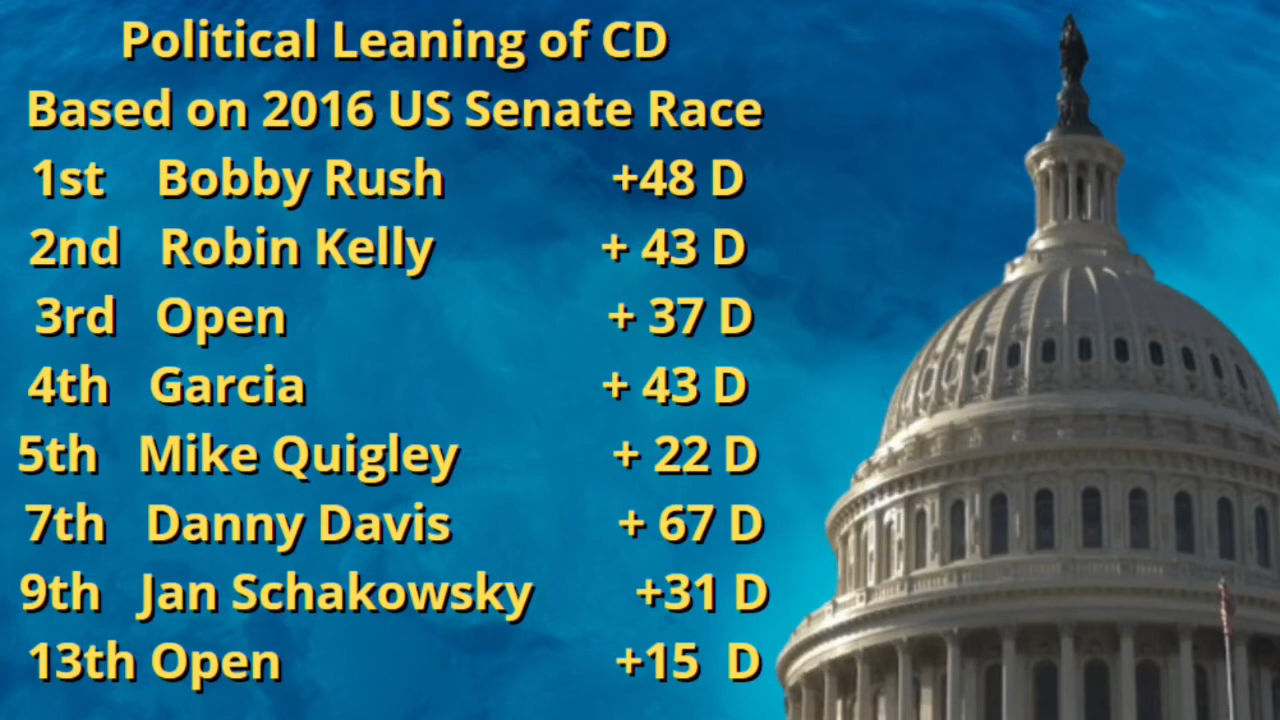 Political Leaning of CD
Based on 2016 US Senate Race
1st Bobby Rush +48 D
2nd Robin Kelly + 43 D
3rd Open + 37 D
4th Garcia + 43 D
5th Mike Quigley + 22 D
7th Danny Davis + 67 D
9th Jan Schakowsky +31 D
13th Open +15 D